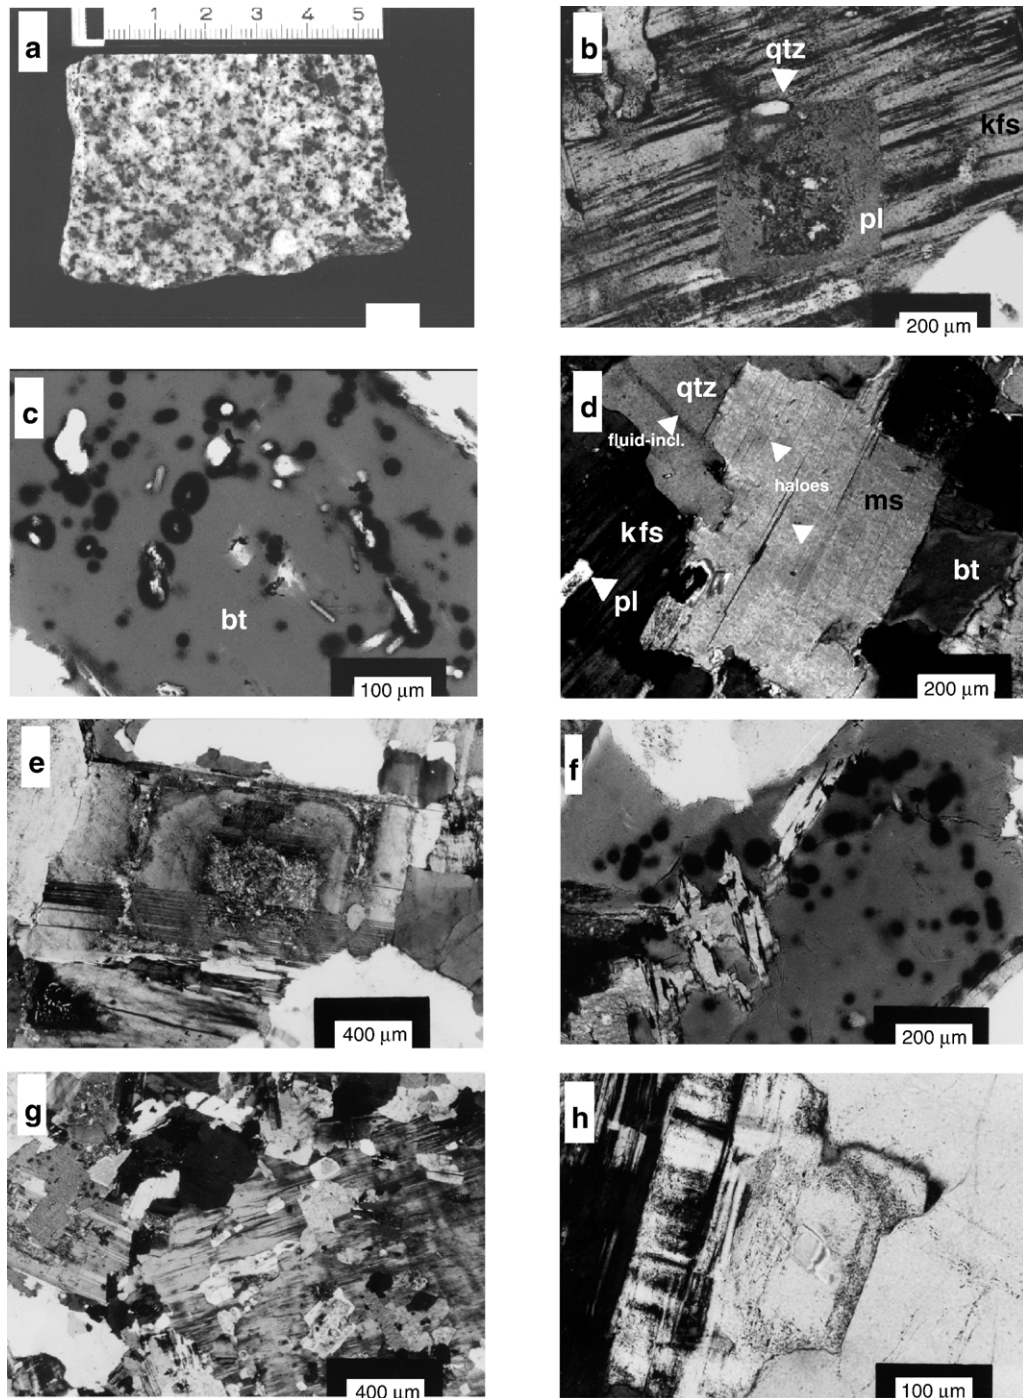 a
1 2 3 4 5
b
qtz
kfs
pl
200 μm
c
bt
100 μm
d
qtz
fluid-incl.
haloes
ms
kfs
pl
bt
200 μm
e
400 μm
f
200 μm
g
400 μm
h
100 μm